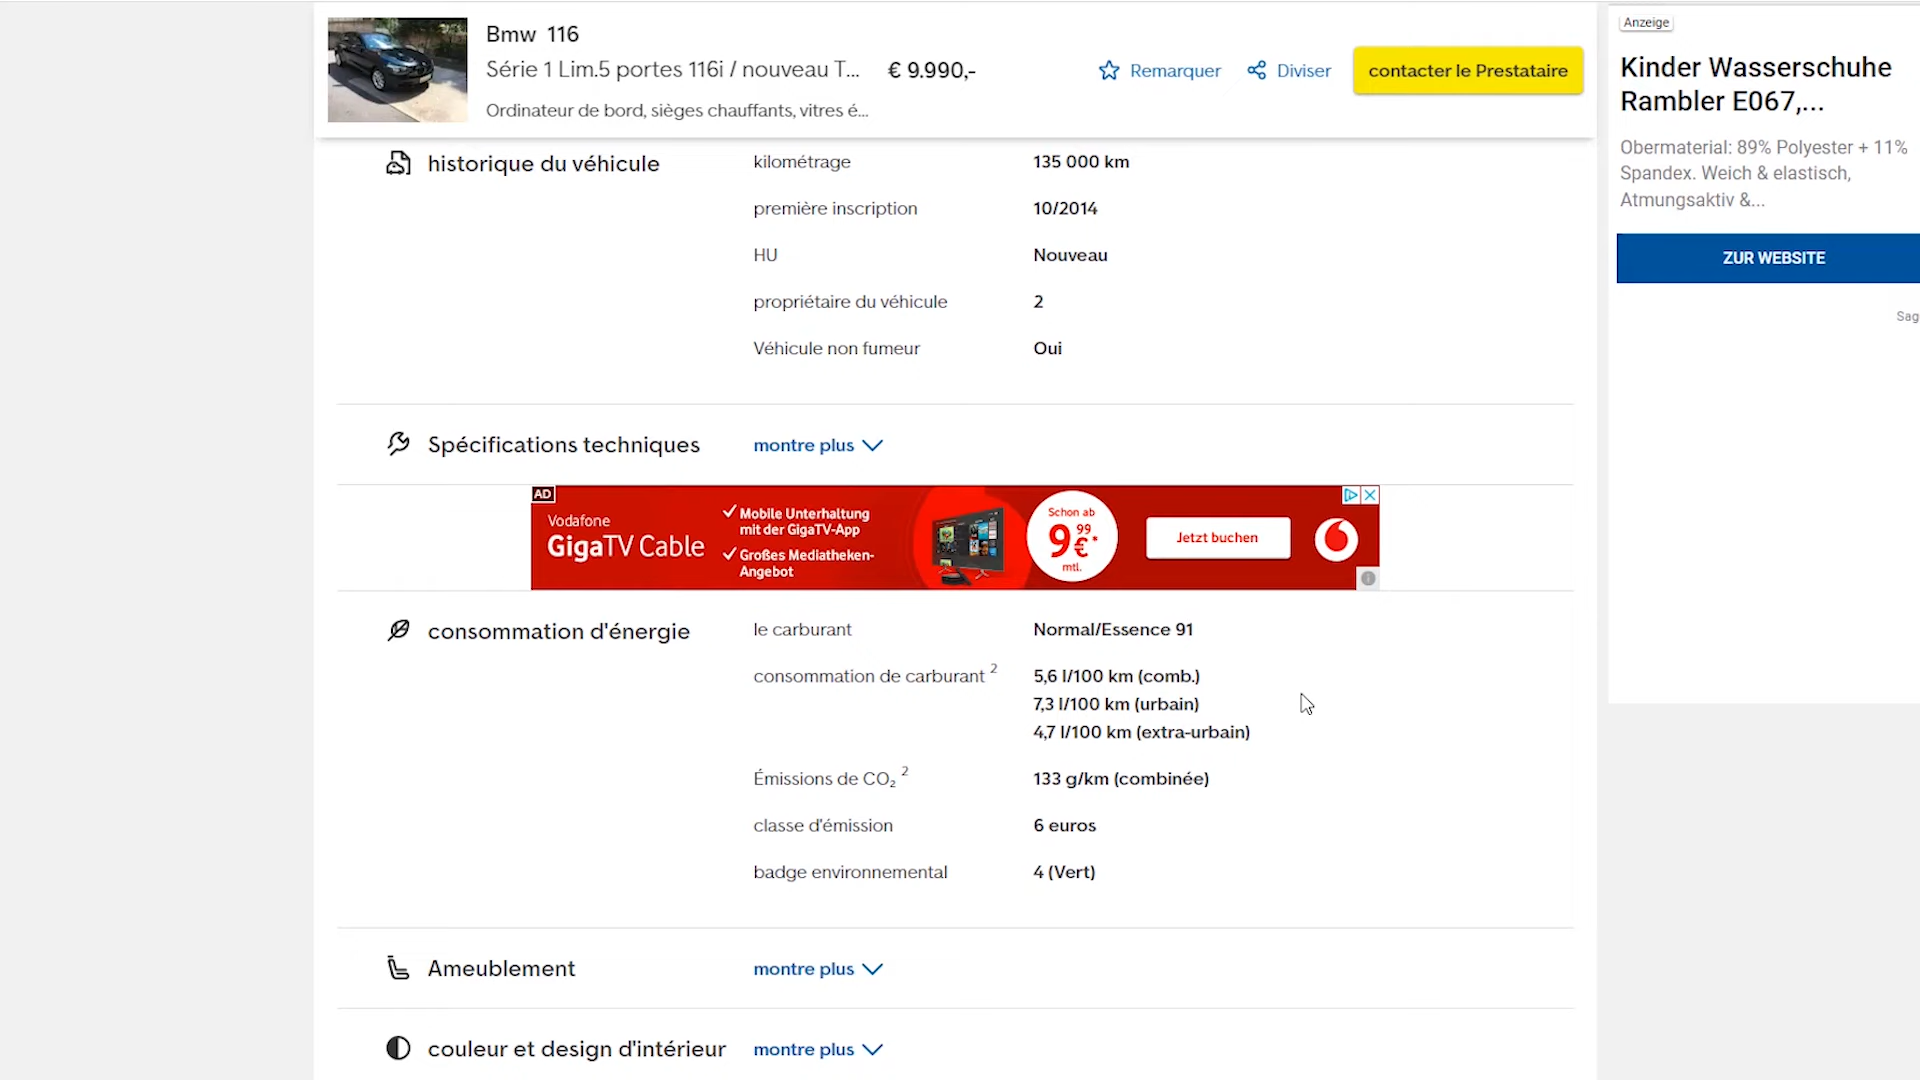 Bmw 116
Série 1 Lim.5 portes 116i / nouveau T...
€ 9.990,-
Ordinateur de bord, sièges chauffants, vitres é...
Remarquer
Diviser
contacter le Prestataire
Anzeige
Kinder Wasserschuhe
Rambler E067,...
Obermaterial: 89% Polyester + 11%
Spandex. Weich & elastisch,
Atmungsaktiv &...
ZUR WEBSITE
Sag
historique du véhicule
kilométrage
135 000 km
première inscription
10/2014
HU
Nouveau
propriétaire du véhicule
2
Véhicule non fumeur
Oui
Spécifications techniques
montre plus
AD
Vodafone
GigaTV Cable
Mobile Unterhaltung
mit der GigaTV-App
Großes Mediatheken-
Angebot
Schon ab
9 99 €*
mtl.
Jetzt buchen
consommation d'énergie
le carburant
Normal/Essence 91
consommation de carburant 2
5,6 l/100 km (comb.)
7,3 l/100 km (urbain)
4,7 l/100 km (extra-urbain)
Émissions de CO₂ 2
133 g/km (combinée)
classe d'émission
6 euros
badge environnemental
4 (Vert)
Ameublement
montre plus
couleur et design d'intérieur
montre plus